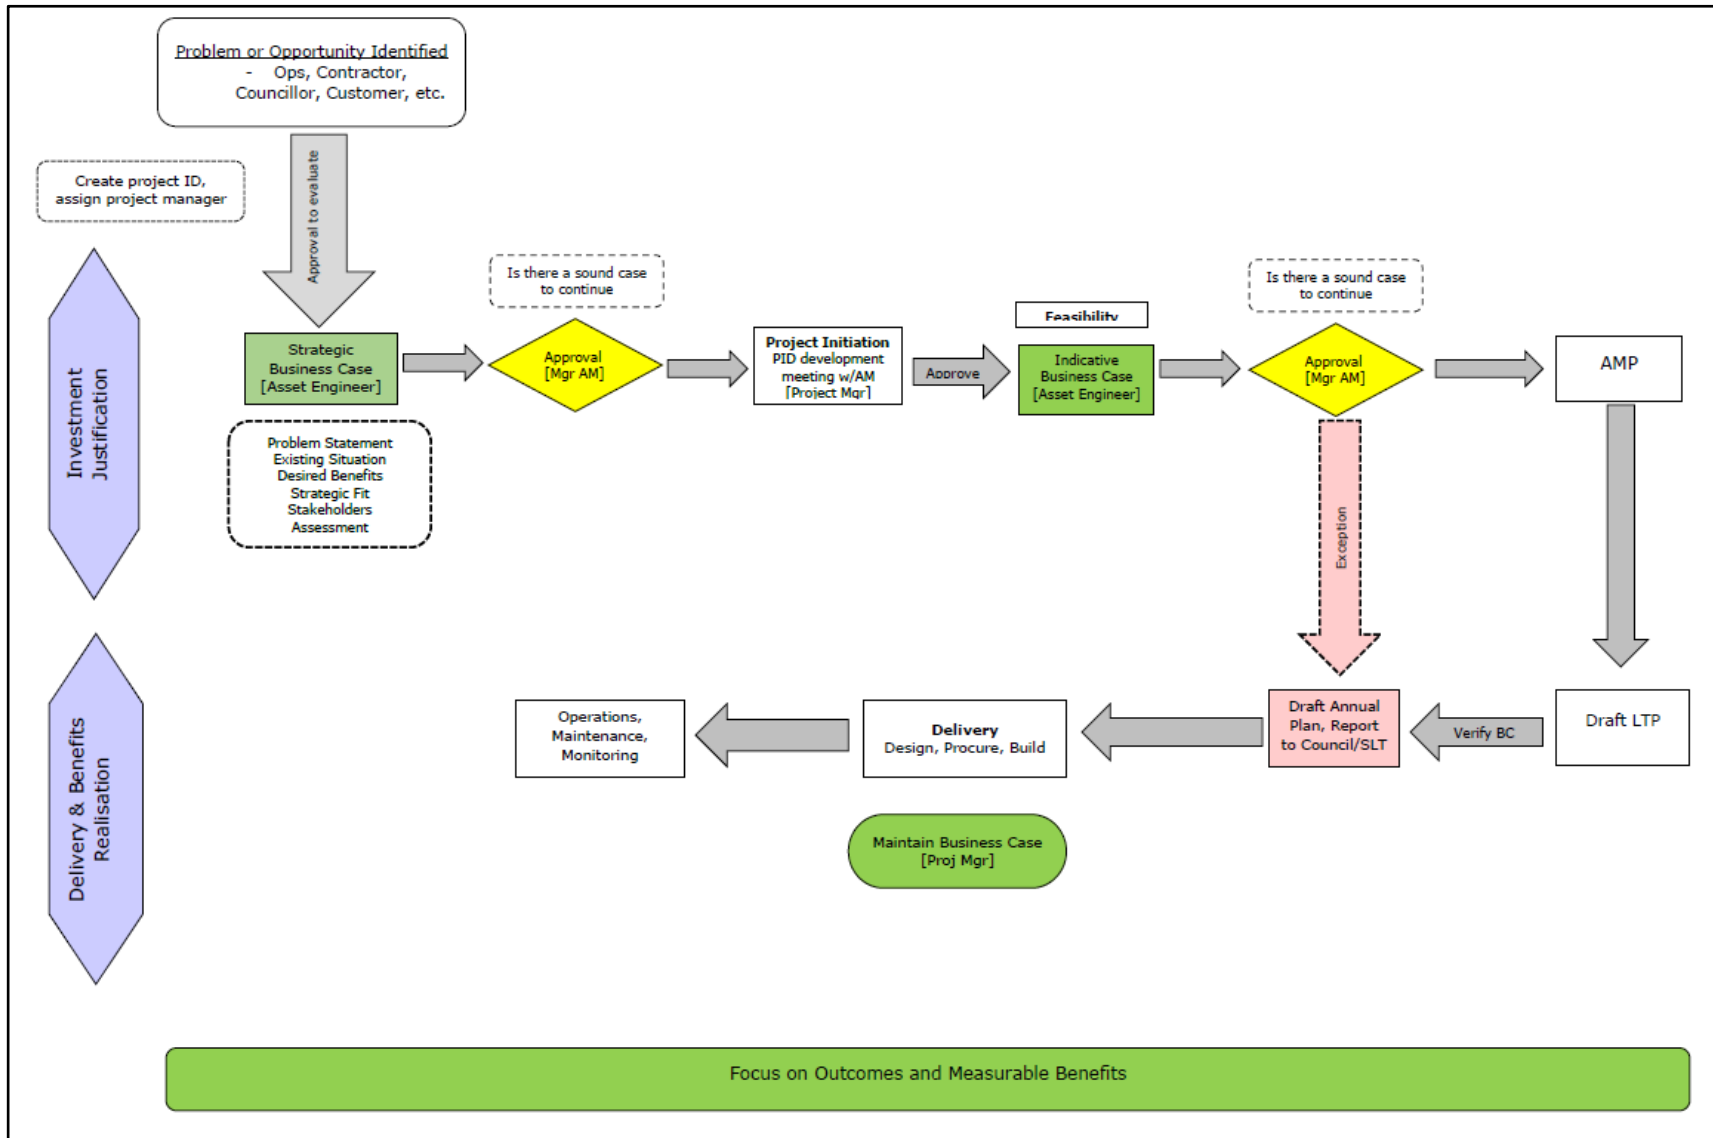 Problem or Opportunity Identified
- Ops, Contractor,
Councillor, Customer, etc.
Approval to evaluate
Create project ID,
assign project manager
Is there a sound case
to continue
Is there a sound case
to continue
Feasibility
Strategic
Business Case
[Asset Engineer]
Approval
[Mgr AM]
Project Initiation
PID development
meeting w/AM
[Project Mgr]
Approve
Indicative
Business Case
[Asset Engineer]
Approval
[Mgr AM]
AMP
Investment
Justification
Problem Statement
Existing Situation
Desired Benefits
Strategic Fit
Stakeholders
Assessment
Exception
Delivery & Benefits
Realisation
Operations,
Maintenance,
Monitoring
Delivery
Design, Procure, Build
Draft Annual
Plan, Report
to Council/SLT
Verify BC
Draft LTP
Maintain Business Case
[Proj Mgr]
Focus on Outcomes and Measurable Benefits